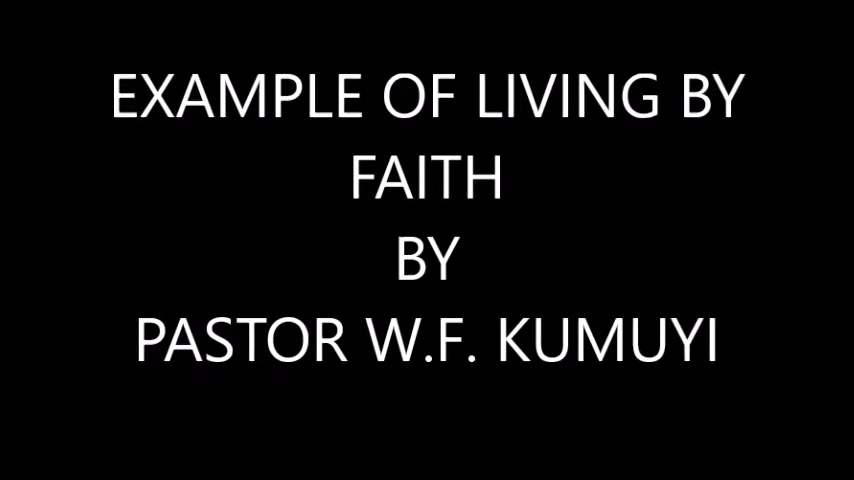 EXAMPLE OF LIVING BY
FAITH
BY
PASTOR W.F. KUMUYI